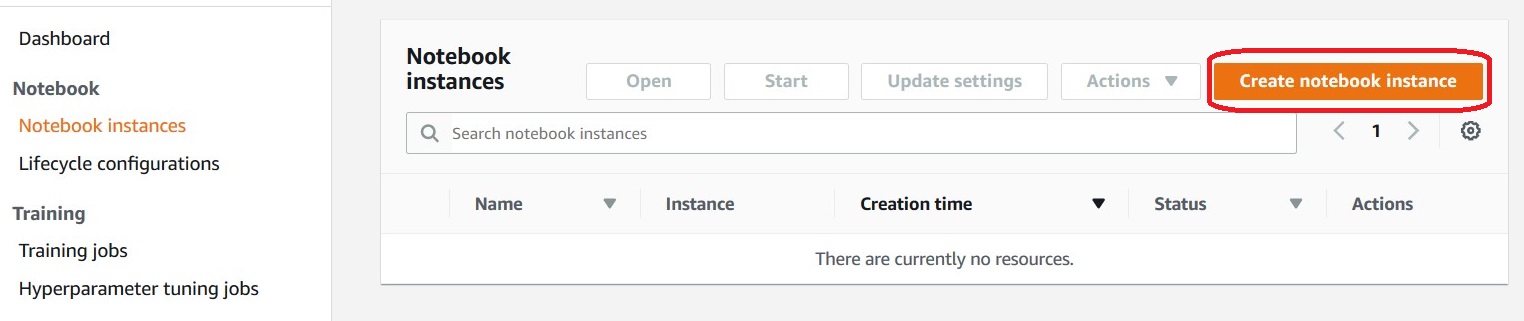 Dashboard
Notebook
Notebook instances
Lifecycle configurations
Training
Training jobs
Hyperparameter tuning jobs
Notebook
instances
Open
Start
Update settings
Actions
Create notebook instance
Search notebook instances
1
Name
Instance
Creation time
Status
Actions
There are currently no resources.